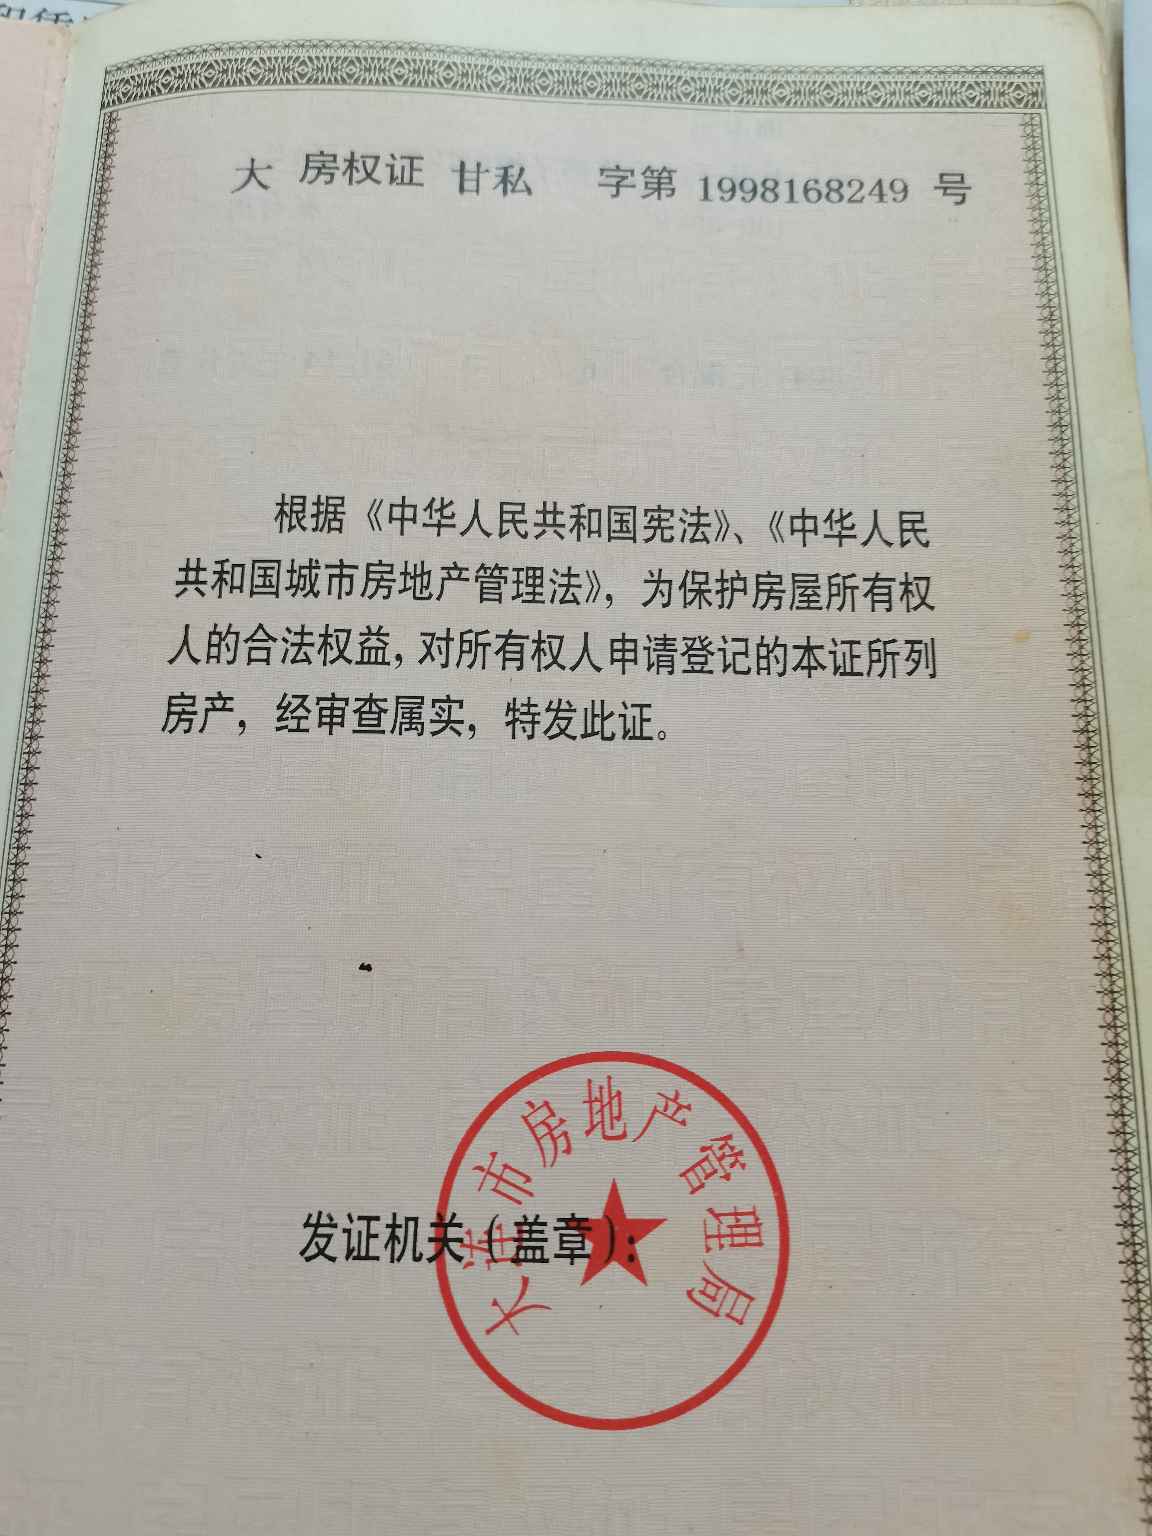 大 房权证 甘私 字第 1998168249 号
根据《中华人民共和国宪法》、《中华人民
共和国城市房地产管理法》，为保护房屋所有权
人的合法权益，对所有权人申请登记的本证所列
房产，经审查属实，特发此证。
大连市房地产管理局
发证机关（盖章）：